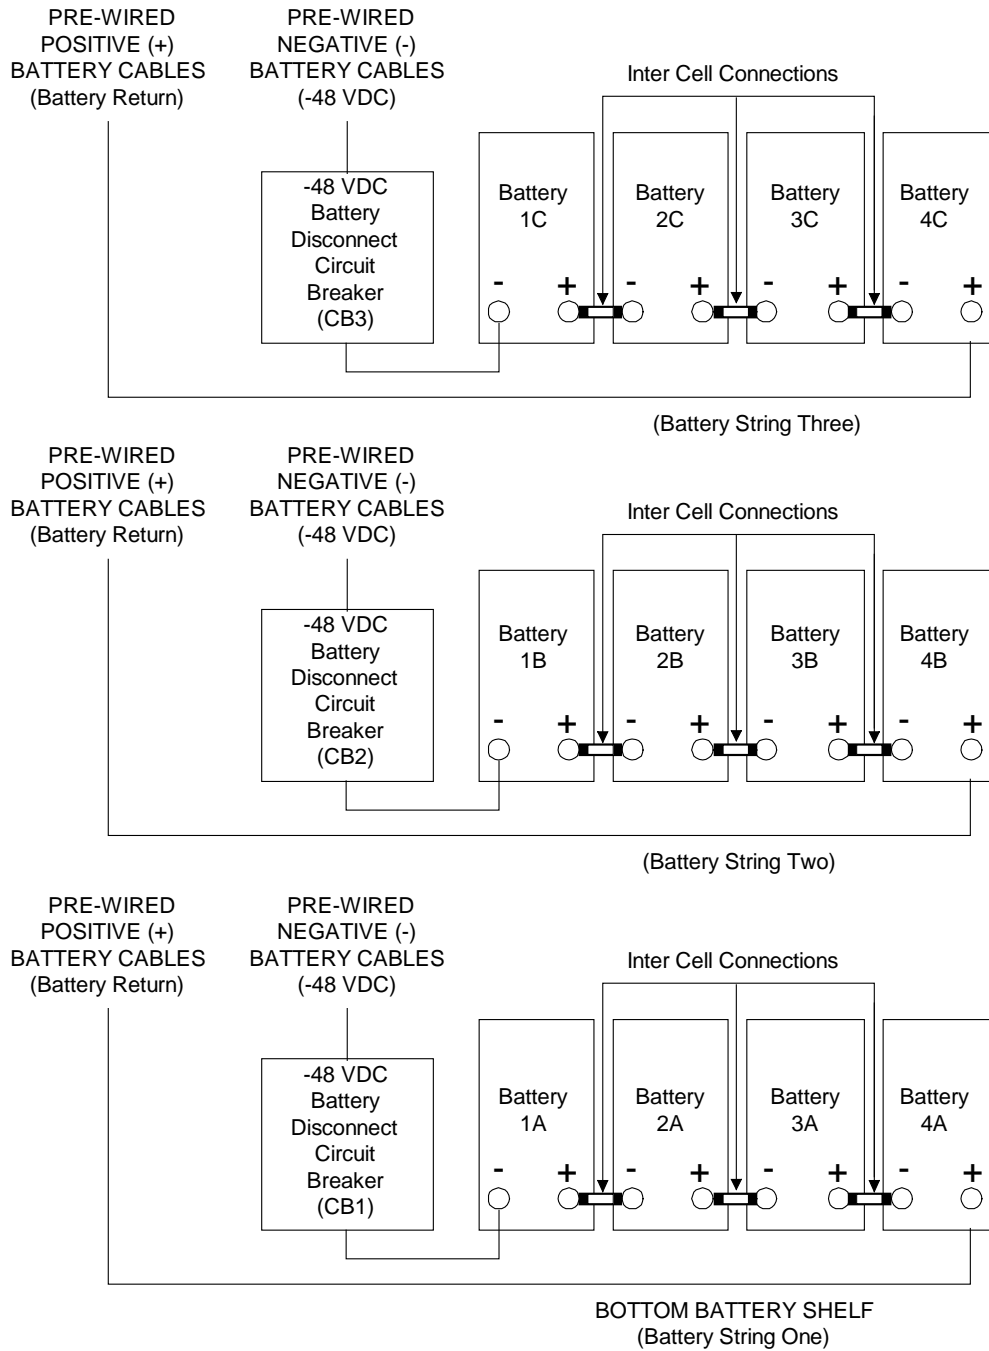 PRE-WIRED
POSITIVE (+)
BATTERY CABLES
(Battery Return)
PRE-WIRED
NEGATIVE (-)
BATTERY CABLES
(-48 VDC)
Inter Cell Connections
-48 VDC
Battery
Disconnect
Circuit
Breaker
(CB3)
Battery
1C
Battery
2C
Battery
3C
Battery
4C
- + - + - + - +
(Battery String Three)
PRE-WIRED
POSITIVE (+)
BATTERY CABLES
(Battery Return)
PRE-WIRED
NEGATIVE (-)
BATTERY CABLES
(-48 VDC)
Inter Cell Connections
-48 VDC
Battery
Disconnect
Circuit
Breaker
(CB2)
Battery
1B
Battery
2B
Battery
3B
Battery
4B
- + - + - + - +
(Battery String Two)
PRE-WIRED
POSITIVE (+)
BATTERY CABLES
(Battery Return)
PRE-WIRED
NEGATIVE (-)
BATTERY CABLES
(-48 VDC)
Inter Cell Connections
-48 VDC
Battery
Disconnect
Circuit
Breaker
(CB1)
Battery
1A
Battery
2A
Battery
3A
Battery
4A
- + - + - + - +
BOTTOM BATTERY SHELF
(Battery String One)